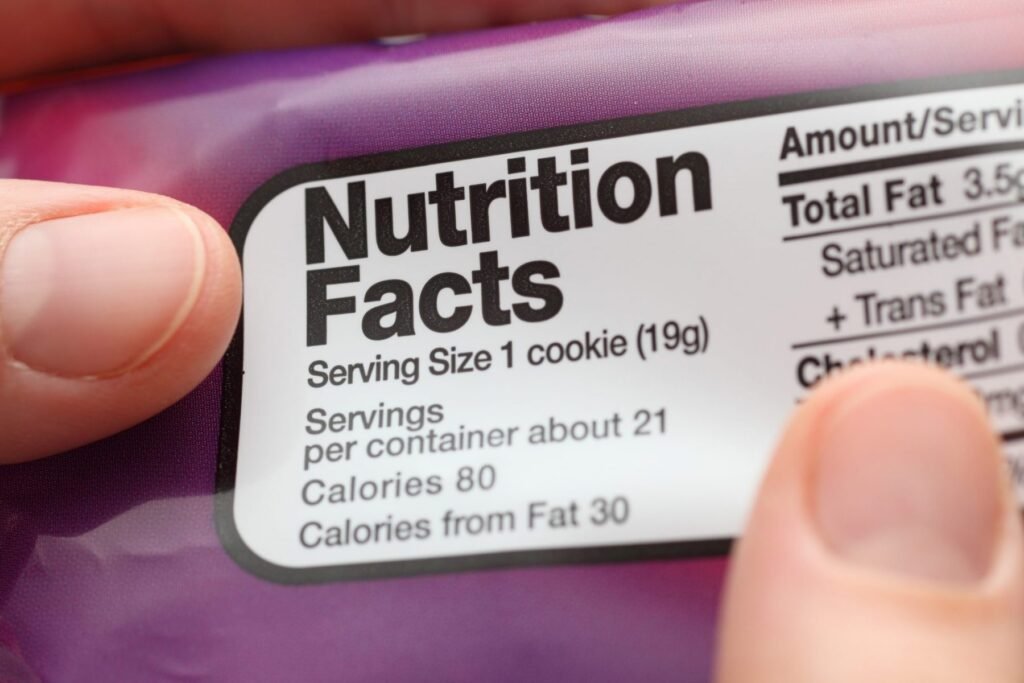 Nutrition
Facts
Serving Size 1 cookie (19g)
Servings
per container about 21
Calories 80
Calories from Fat 30
Amount/Servi
Total Fat 3.5g
Saturated Fa
+ Trans Fat